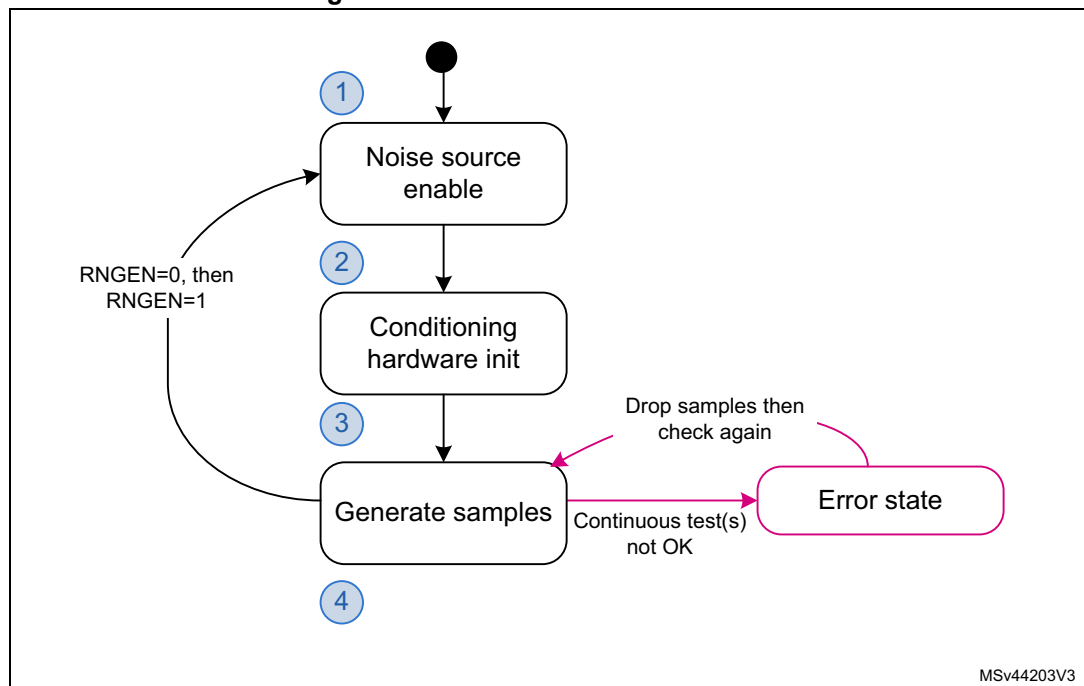 1
Noise source
enable
2
RNGEN=0, then
RNGEN=1
Conditioning
hardware init
3
Drop samples then
check again
Generate samples
Continuous test(s)
not OK
Error state
4
MSv44203V3